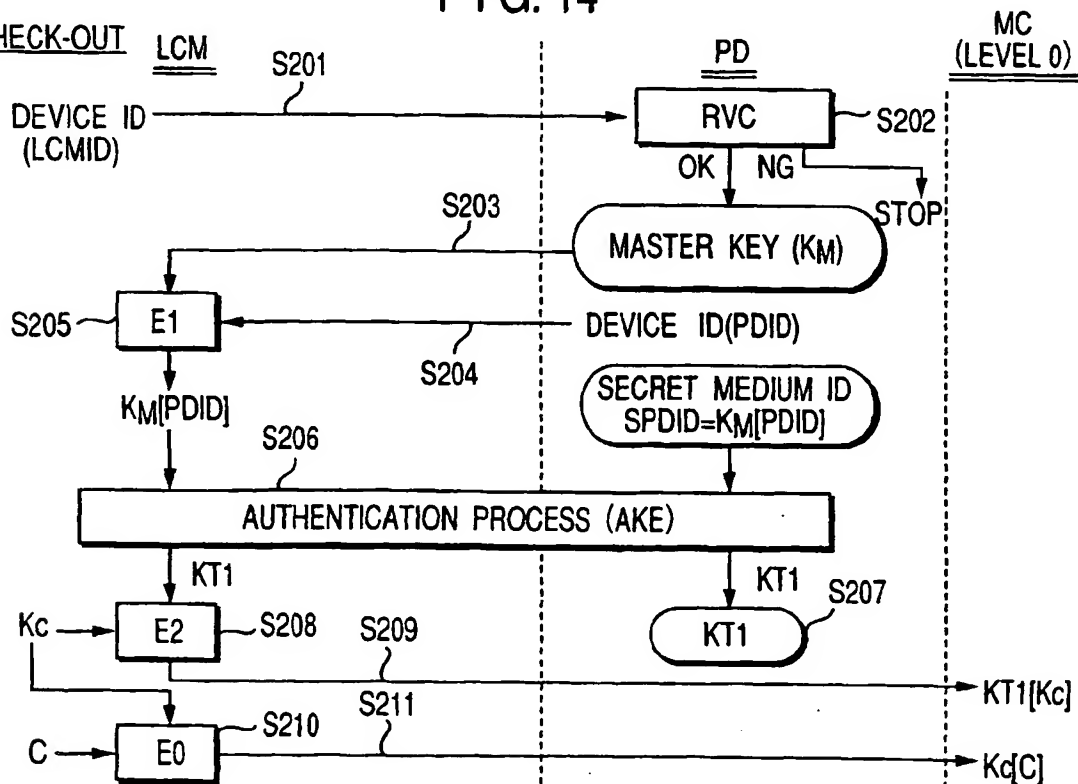 FIG. 14
HECK-OUT
LCM
PD
MC
(LEVEL 0)
S201
DEVICE ID
(LCMID)
RVC
S202
OK
NG
STOP
S203
MASTER KEY (KM)
S205
E1
DEVICE ID(PDID)
S204
KM[PDID]
SECRET MEDIUM ID
SPDID=KM[PDID]
S206
AUTHENTICATION PROCESS (AKE)
KT1
KT1
S207
Kc
E2
S208
S209
KT1
KT1[Kc]
S210
S211
C
E0
Kc[C]